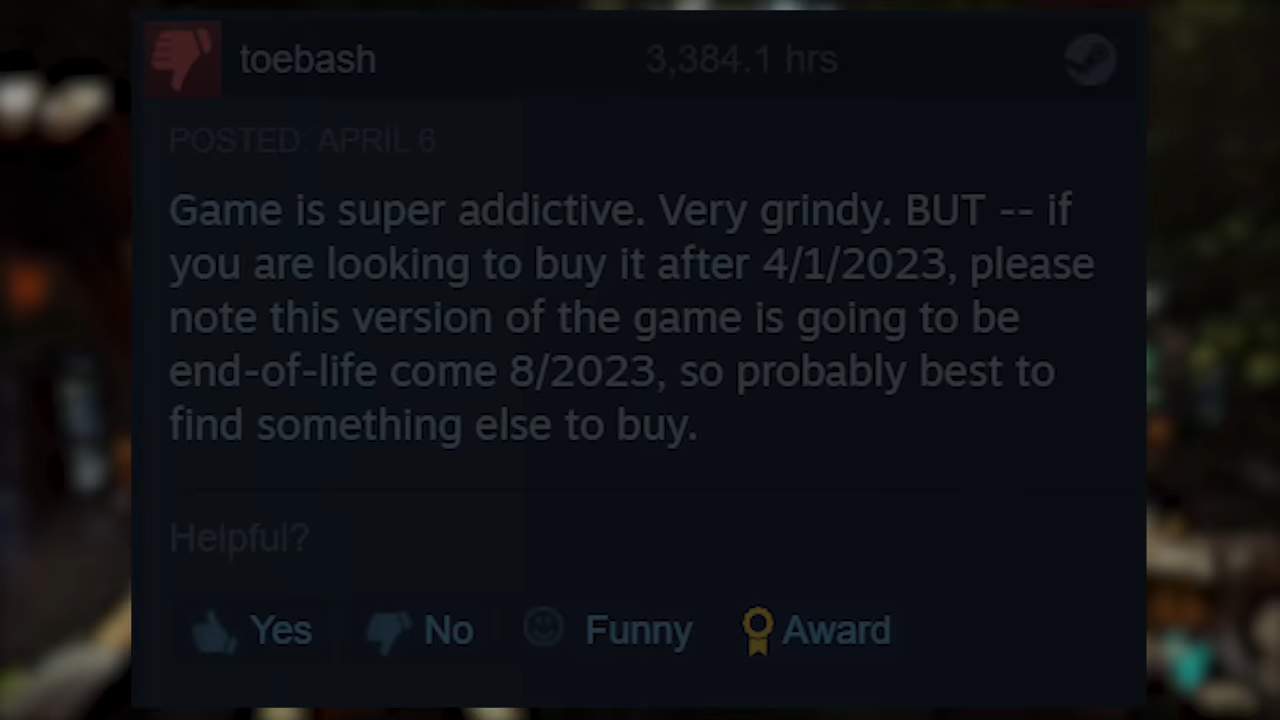 toebash 3,384.1 hrs
POSTED: APRIL 6
Game is super addictive. Very grindy. BUT -- if
you are looking to buy it after 4/1/2023, please
note this version of the game is going to be
end-of-life come 8/2023, so probably best to
find something else to buy.
Helpful?
Yes No Funny Award